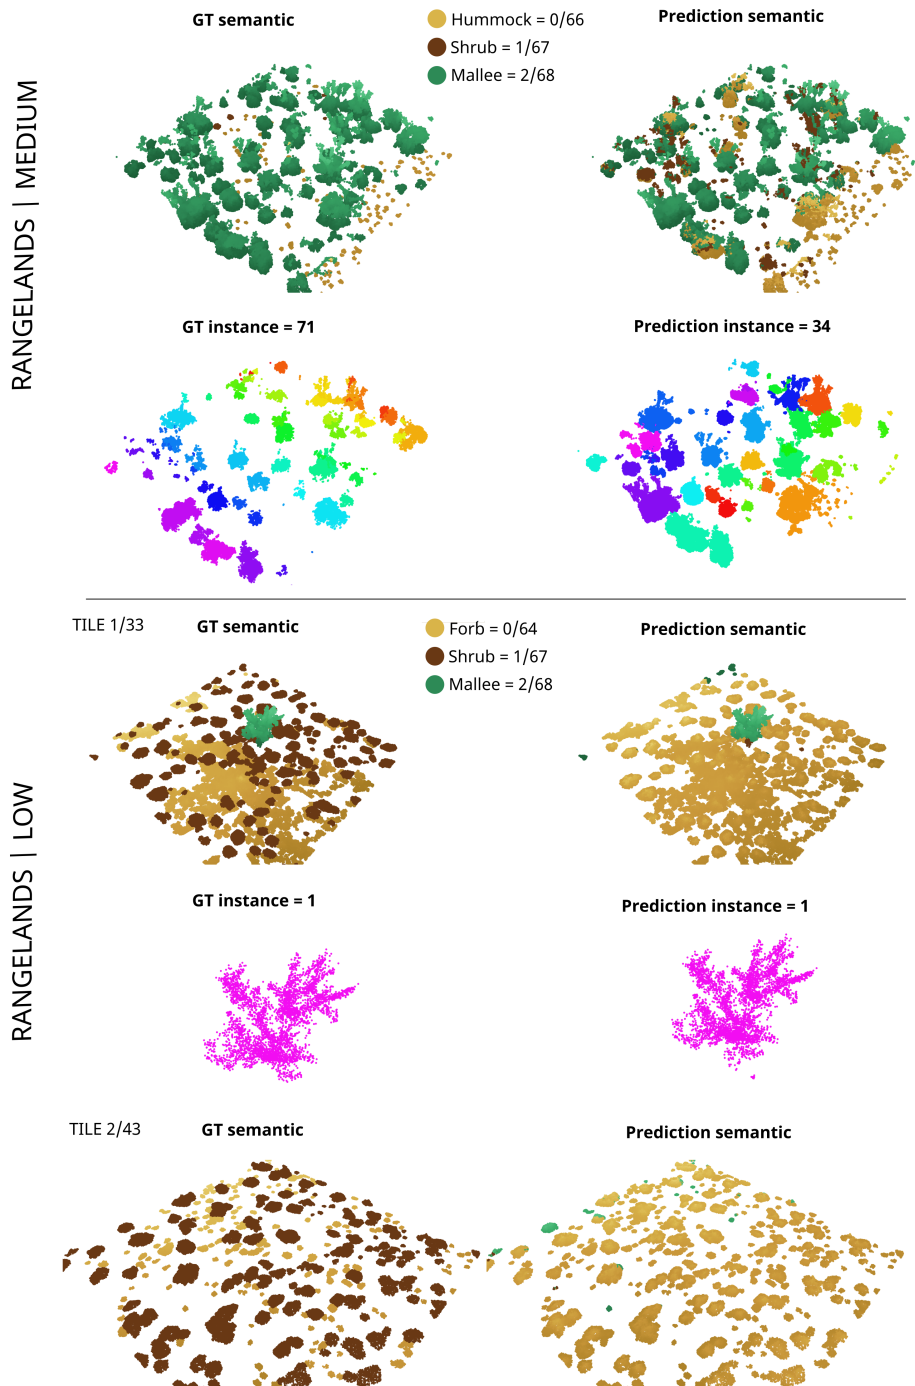 RANGELANDS | MEDIUM
GT semantic
Hummock = 0/66
Shrub = 1/67
Mallee = 2/68
Prediction semantic
GT instance = 71
Prediction instance = 34
RANGELANDS | LOW
TILE 1/33
GT semantic
Forb = 0/64
Shrub = 1/67
Mallee = 2/68
Prediction semantic
GT instance = 1
Prediction instance = 1
TILE 2/43
GT semantic
Prediction semantic